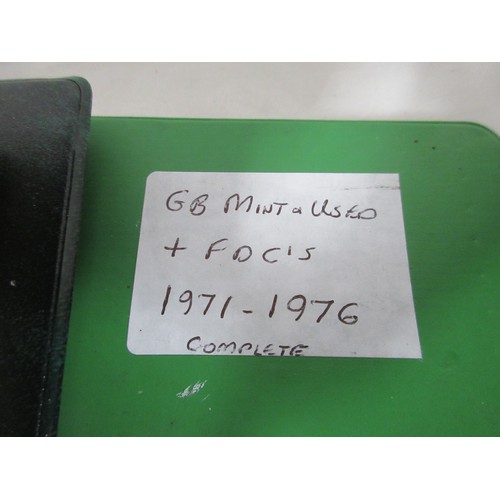 GB MINT & USED
+ FDC'S
1971-1976
COMPLETE